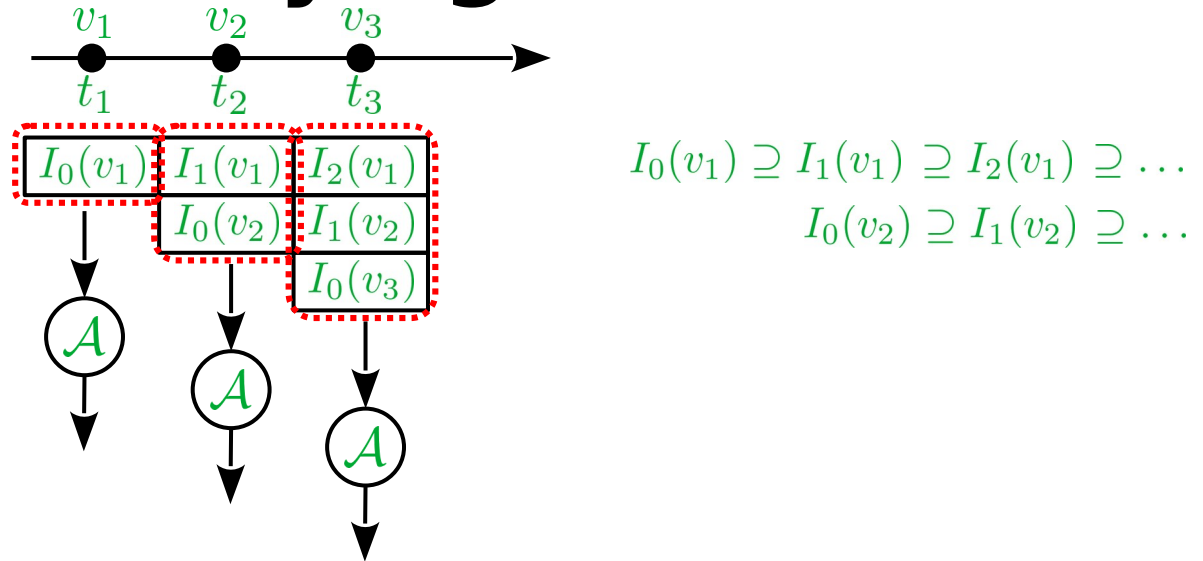 v₁ v₂ v₃
t₁ t₂ t₃
I₀(v₁) I₁(v₁) I₂(v₁)
I₀(v₂) I₁(v₂)
I₀(v₃)
𝒜
𝒜
𝒜
I₀(v₁) ⊇ I₁(v₁) ⊇ I₂(v₁) ⊇ …
I₀(v₂) ⊇ I₁(v₂) ⊇ …